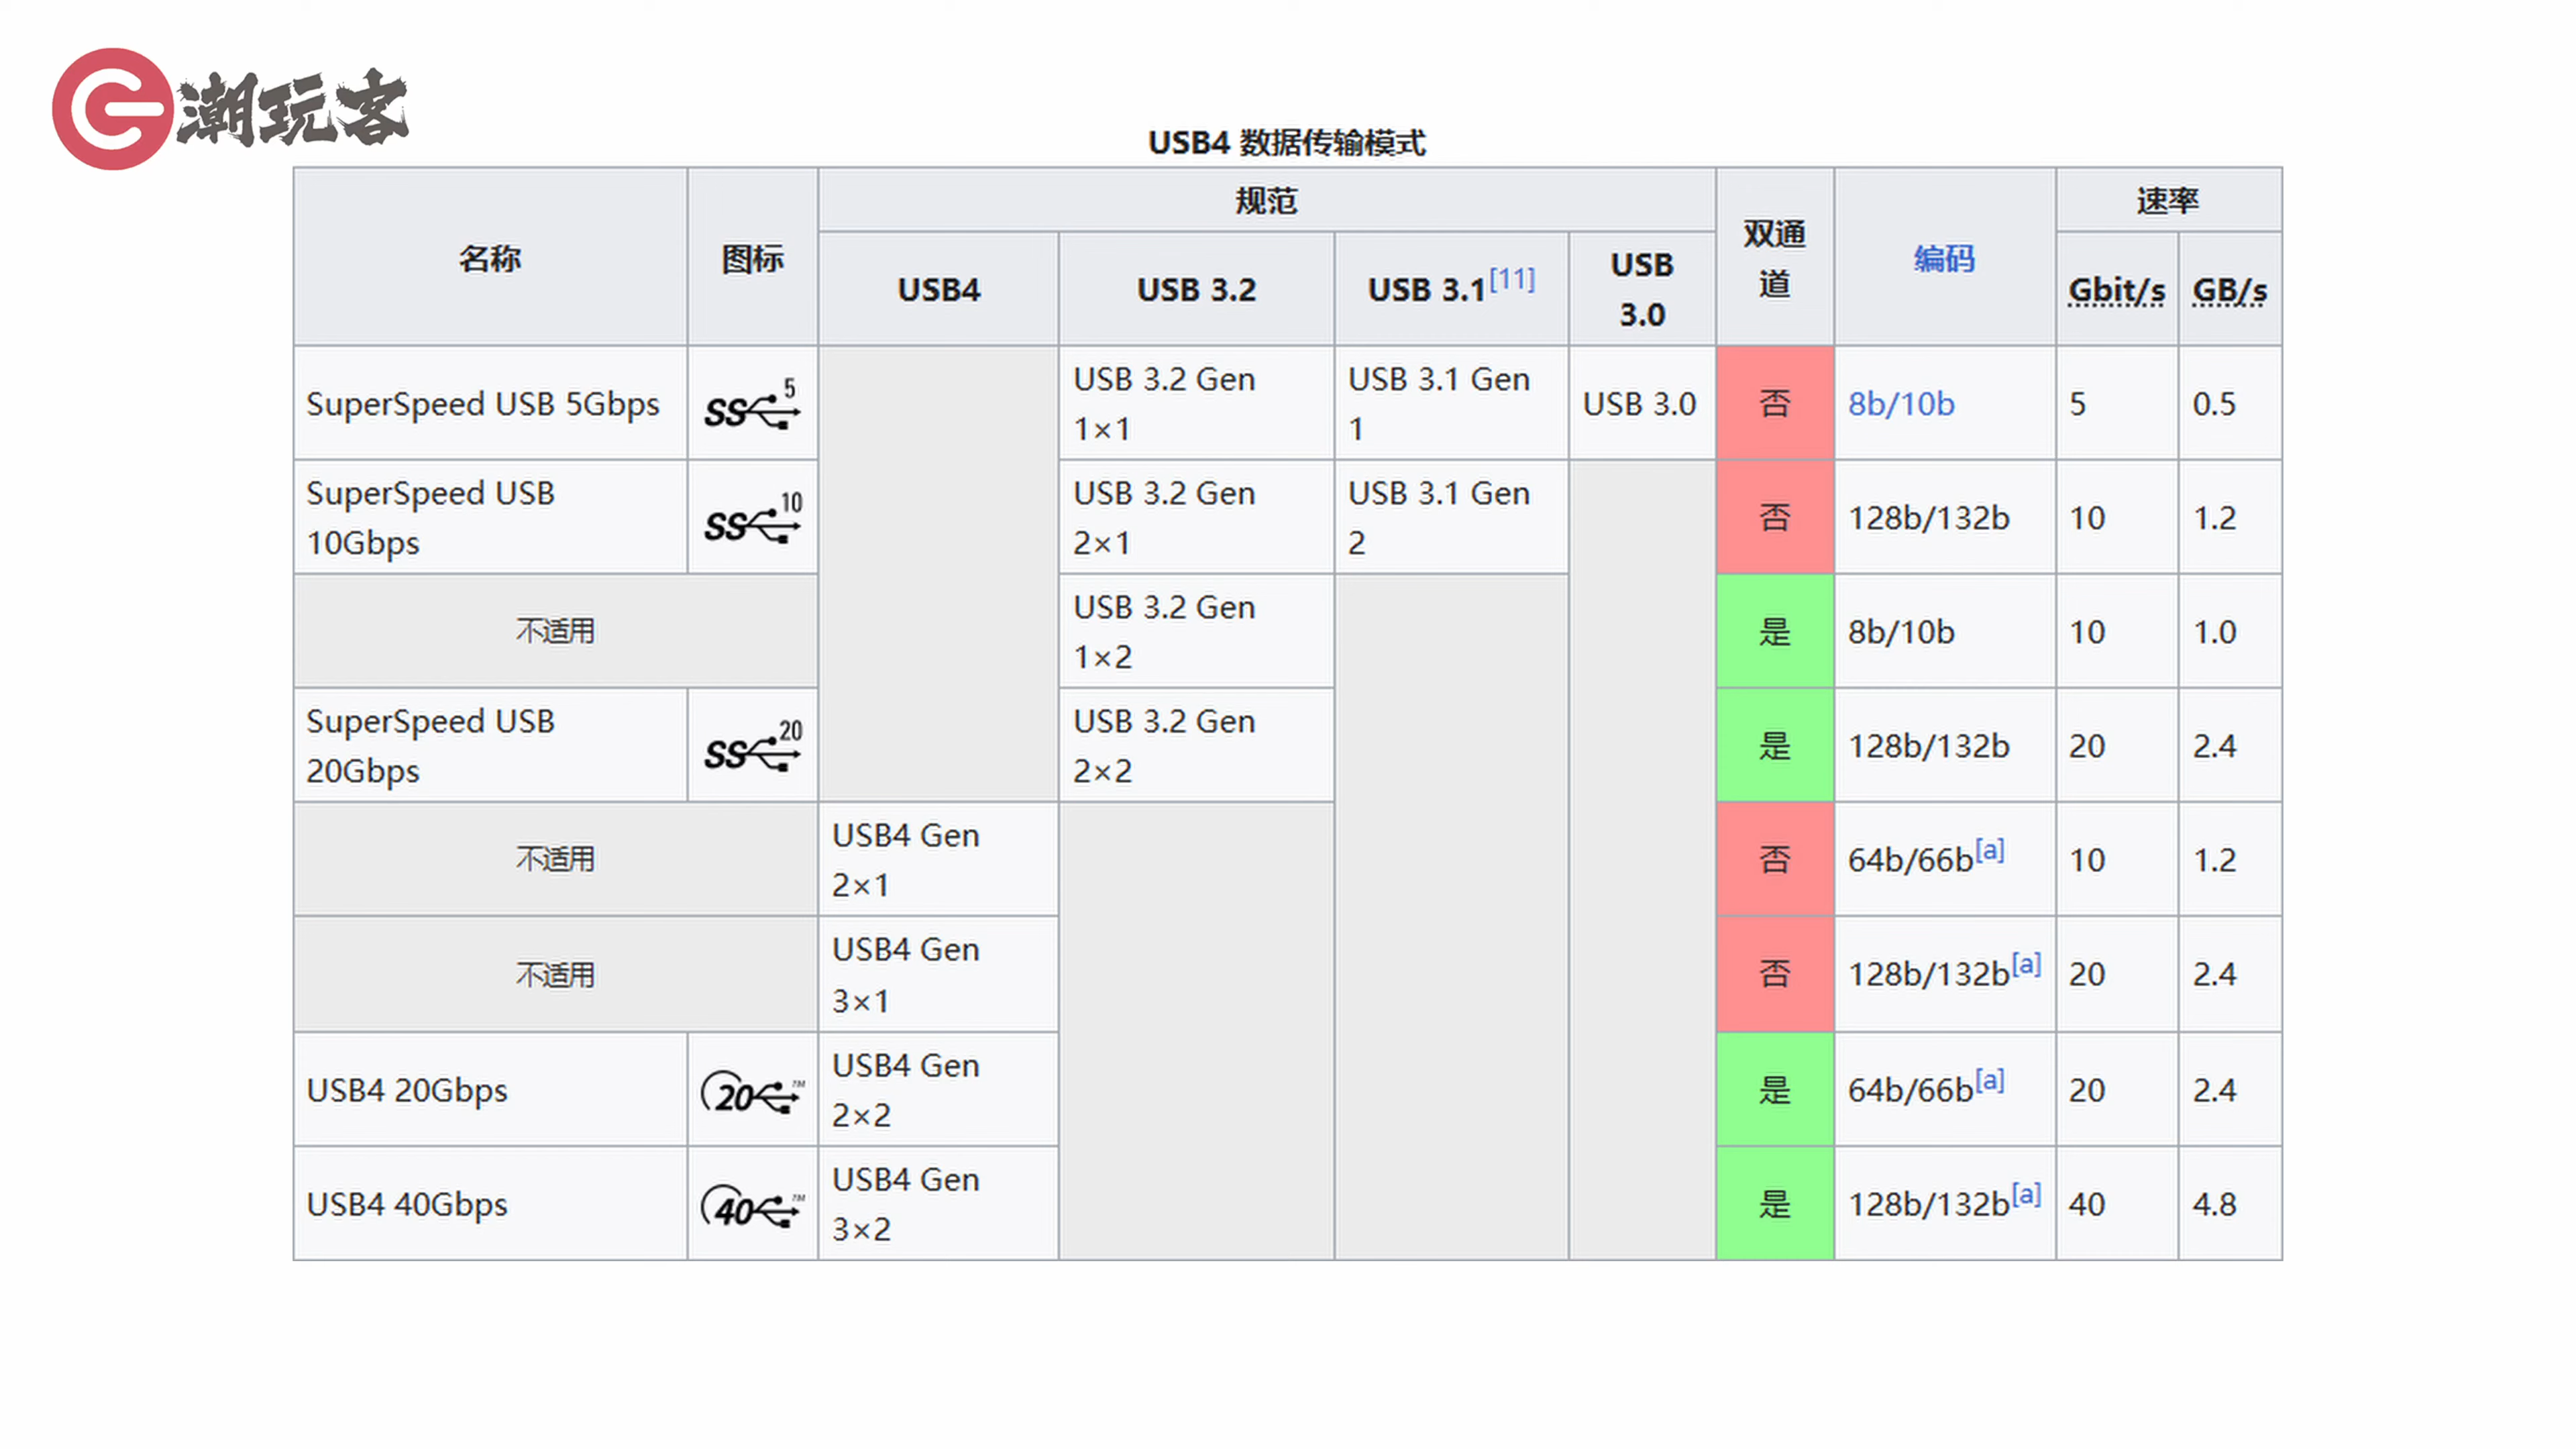 潮玩客
USB4 数据传输模式
名称 图标 规范 双通道 编码 速率
USB4 USB 3.2 USB 3.1[11] USB 3.0 Gbit/s GB/s
SuperSpeed USB 5Gbps SS 5 USB 3.2 Gen 1×1 USB 3.1 Gen 1 USB 3.0 否 8b/10b 5 0.5
SuperSpeed USB 10Gbps SS 10 USB 3.2 Gen 2×1 USB 3.1 Gen 2 否 128b/132b 10 1.2
不适用 USB 3.2 Gen 1×2 是 8b/10b 10 1.0
SuperSpeed USB 20Gbps SS 20 USB 3.2 Gen 2×2 是 128b/132b 20 2.4
不适用 USB4 Gen 2×1 否 64b/66b[a] 10 1.2
不适用 USB4 Gen 3×1 否 128b/132b[a] 20 2.4
USB4 20Gbps 20 ™ USB4 Gen 2×2 是 64b/66b[a] 20 2.4
USB4 40Gbps 40 ™ USB4 Gen 3×2 是 128b/132b[a] 40 4.8